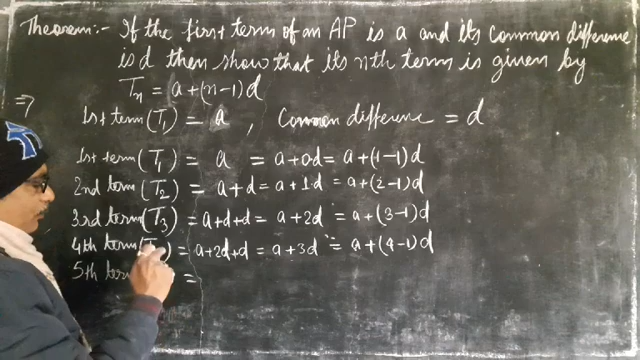 Theorem:- If the first term of an AP is a and its Common difference
is d then show that its nth term is given by
Tn = a+(n-1)d
=> 1st term (T1) = a , Common difference = d
1st term (T1) = a = a+0d = a+(1-1)d
2nd term (T2) = a+d = a+1d = a+(2-1)d
3rd term (T3) = a+d+d = a+2d = a+(3-1)d
4th term (T = a+2d+d = a+3d = a+(4-1)d
5th term =